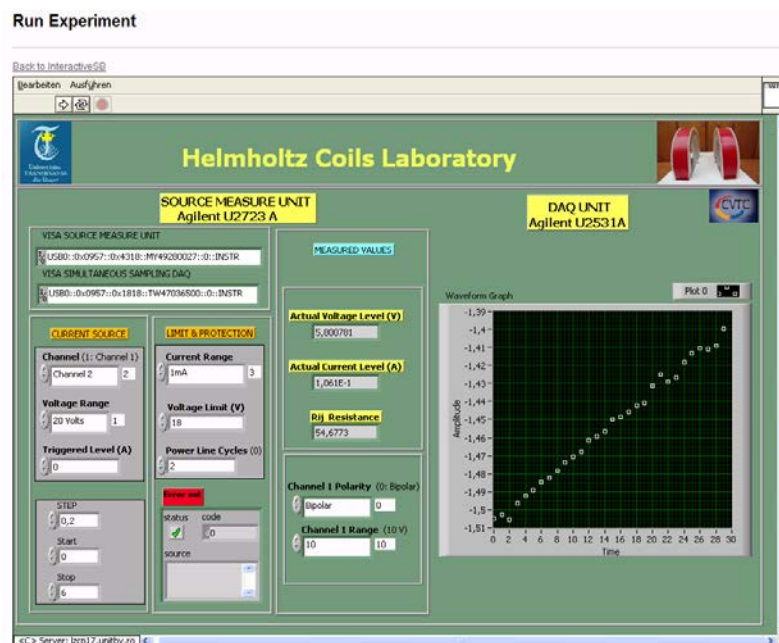 Run Experiment
Back to InteractiveSB
Bearbeiten Ausführen
Helmholtz Coils Laboratory
SOURCE MEASURE UNIT
Agilent U2723 A
DAQ UNIT
Agilent U2531A
CVTC
VISA SOURCE MEASURE UNIT
USB0::0x0957::0x4318::MY49280027::0::INSTR
VISA SIMULTANEOUS SAMPLING DAQ
USB0::0x0957::0x1818::TW47036500::0::INSTR
CURRENT SOURCE
Channel (1: Channel 1)
Channel 2 2
Voltage Range
20 Volts 1
Triggered Level (A)
0
STEP
0,2
Start
0
Stop
6
LIMIT & PROTECTION
Current Range
1mA 3
Voltage Limit (V)
18
Power Line Cycles (0)
2
Error out
status code
0
source
MEASURED VALUES
Actual Voltage Level (V)
5,800781
Actual Current Level (A)
1,061E-1
Rij Resistance
54,6773
Channel 1 Polarity (0: Bipolar)
Bipolar 0
Channel 1 Range (10 V)
10 10
Waveform Graph
Plot 0
Amplitude
-1,39
-1,4
-1,41
-1,42
-1,43
-1,44
-1,45
-1,46
-1,47
-1,48
-1,49
-1,5
-1,51
0 2 4 6 8 10 12 14 16 18 20 22 24 26 28 30
Time